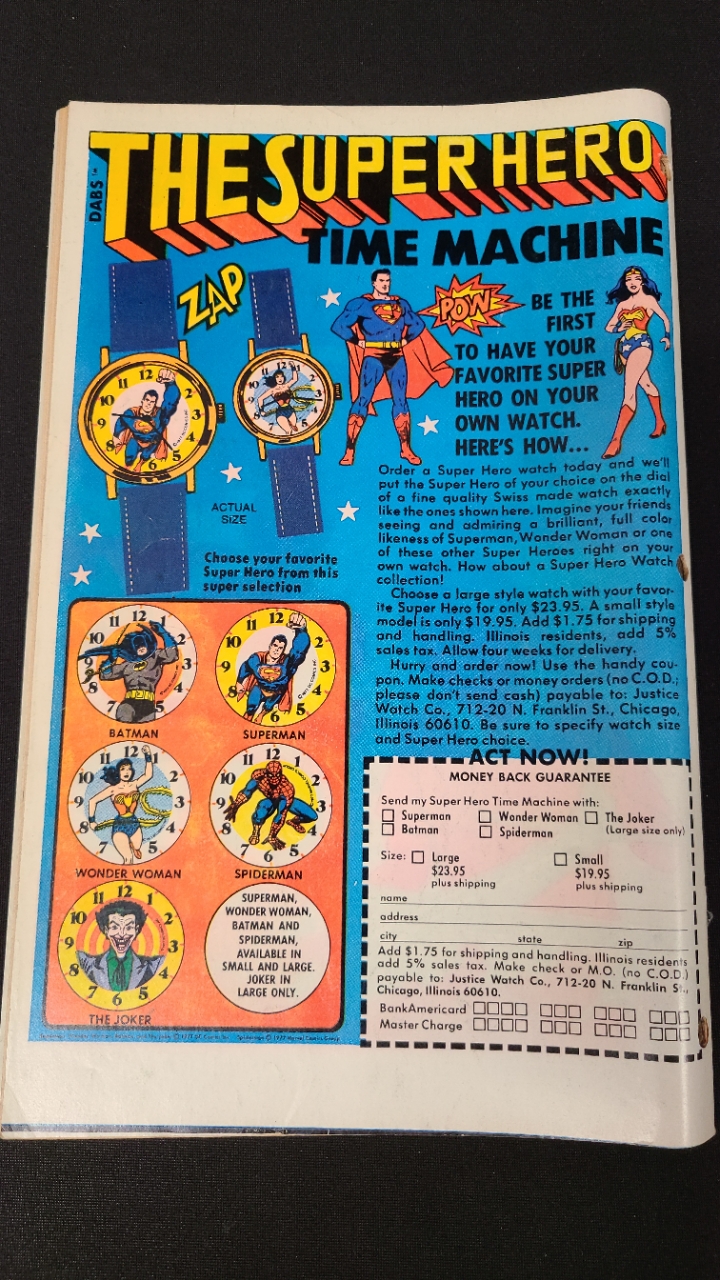 DABS
THE SUPER HERO
TIME MACHINE
ZAP
POW
BE THE
FIRST
TO HAVE YOUR
FAVORITE SUPER
HERO ON YOUR
OWN WATCH.
HERE'S HOW...
ACTUAL
SIZE
Choose your favorite
Super Hero from this
super selection
Order a Super Hero watch today and we'll
put the Super Hero of your choice on the dial
of a fine quality Swiss made watch exactly
like the ones shown here. Imagine your friends
seeing and admiring a brilliant, full color
likeness of Superman, Wonder Woman or one
of these other Super Heroes right on your
own watch. How about a Super Hero Watch
collection!
Choose a large style watch with your favor-
ite Super Hero for only $23.95. A small style
model is only $19.95. Add $1.75 for shipping
and handling. Illinois residents, add 5%
sales tax. Allow four weeks for delivery.
Hurry and order now! Use the handy cou-
pon. Make checks or money orders (no C.O.D.;
please don't send cash) payable to: Justice
Watch Co., 712-20 N. Franklin St., Chicago,
Illinois 60610. Be sure to specify watch size
and Super Hero choice.
BATMAN
SUPERMAN
WONDER WOMAN
SPIDERMAN
THE JOKER
SUPERMAN,
WONDER WOMAN,
BATMAN AND
SPIDERMAN,
AVAILABLE IN
SMALL AND LARGE.
JOKER IN
LARGE ONLY.
ACT NOW!
MONEY BACK GUARANTEE
Send my Super Hero Time Machine with:
Superman Wonder Woman The Joker
Batman Spiderman (Large size only)
Size: Large Small
$23.95 $19.95
plus shipping plus shipping
name
address
city state zip
Add $1.75 for shipping and handling. Illinois residents
add 5% sales tax. Make check or M.O. (no C.O.D.)
payable to: Justice Watch Co., 712-20 N. Franklin St.,
Chicago, Illinois 60610.
BankAmericard
Master Charge